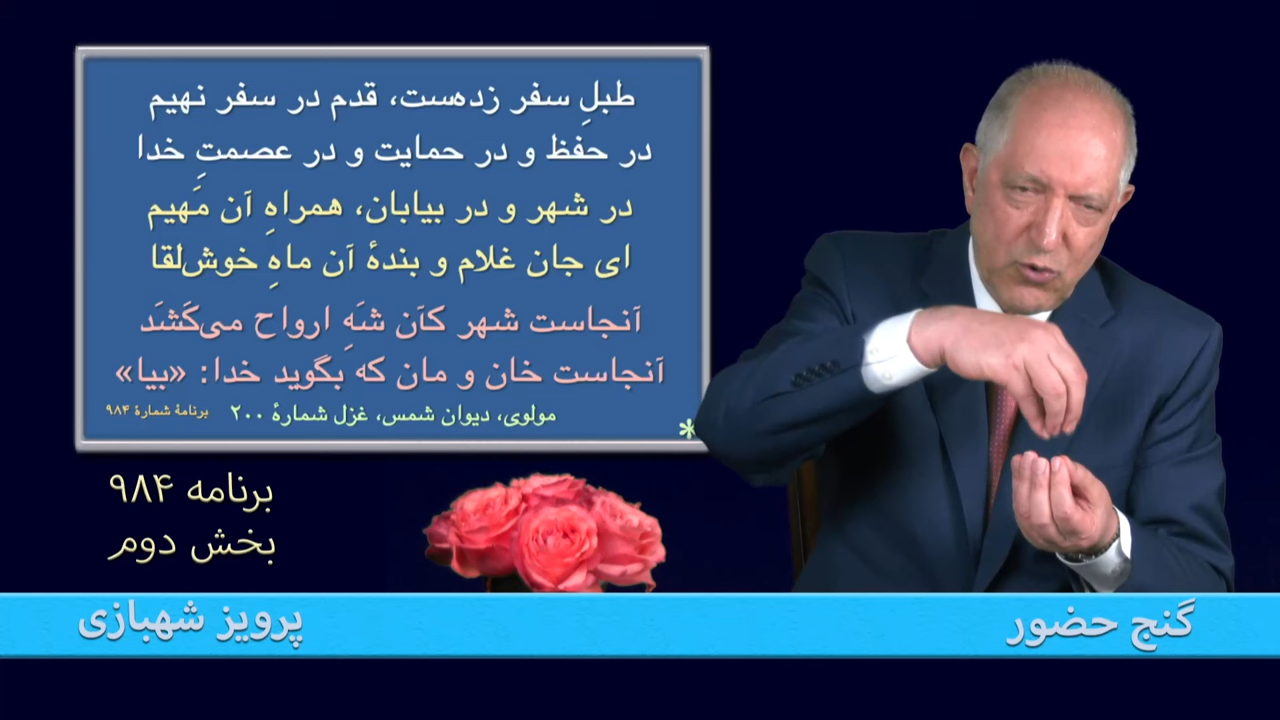 طبلِ سفر زده‌ست، قدم در سفر نهیم
در حفظ و در حمایت و در عصمتِ خدا
در شهر و در بیابان، همراهِ آن مَهیم
ای جان غلام و بندهٔ آن ماهِ خوش‌لقا
آنجاست شهر کآن شَهِ ارواح می‌کَشَد
آنجاست خان و مان که بگوید خدا: «بیا»
مولوی، دیوان شمس، غزل شمارهٔ ۲۰۰
برنامهٔ شمارهٔ ۹۸۴
*
برنامه ۹۸۴
بخش دوم
گنج حضور
پرویز شهبازی